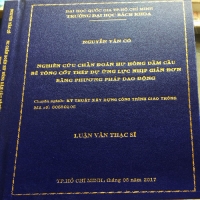 ĐẠI HỌC QUỐC GIA TP.HỒ CHÍ MINH
TRƯỜNG ĐẠI HỌC BÁCH KHOA
NGUYỄN VĂN CÓ
NGHIÊN CỨU CHẨN ĐOÁN HƯ HỎNG DẦM CẦU
BÊ TÔNG CỐT THÉP DỰ ỨNG LỰC NHỊP GIẢN ĐƠN
BẰNG PHƯƠNG PHÁP DAO ĐỘNG
Chuyên ngành: KỸ THUẬT XÂY DỰNG CÔNG TRÌNH GIAO THÔNG
Mã số:
LUẬN VĂN THẠC SĨ
TP.HỒ CHÍ MINH, tháng 06 năm 2017